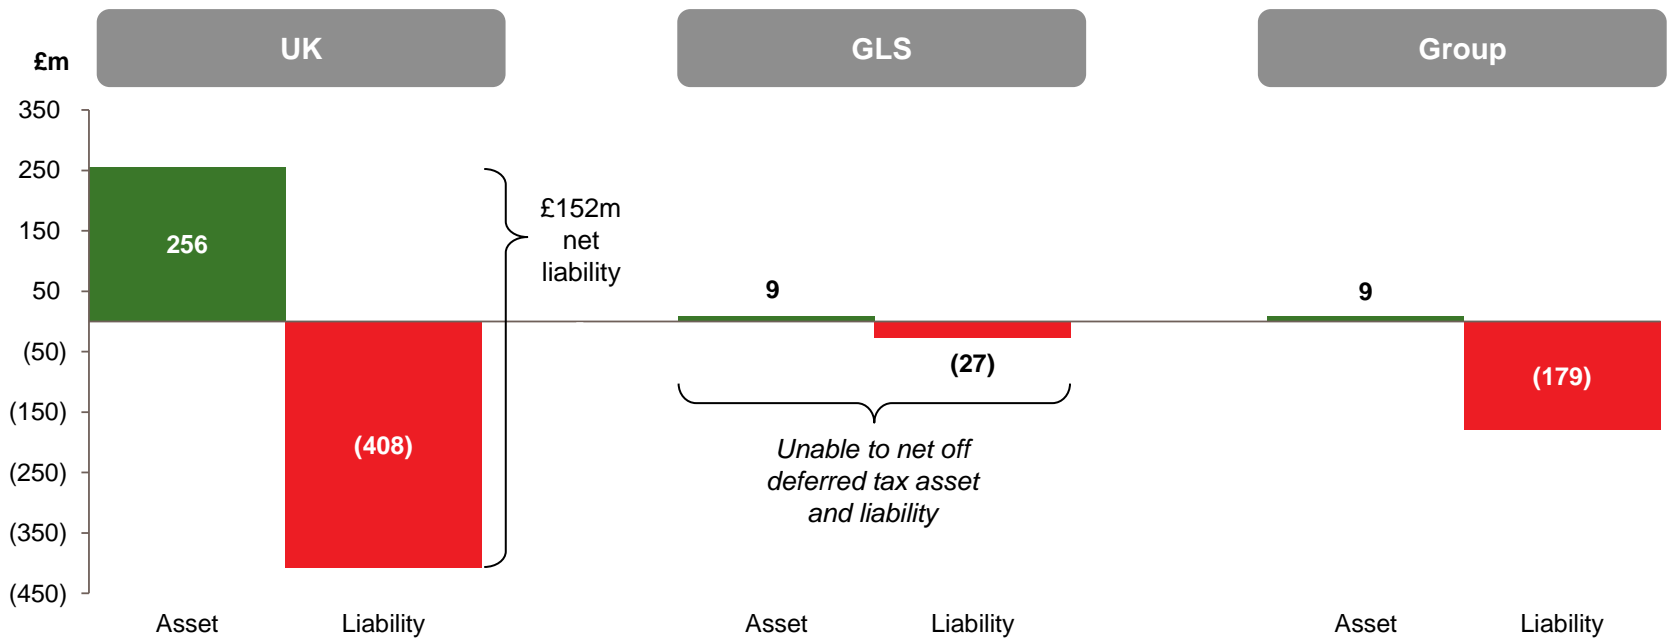 UK
GLS
Group
£m
350
250
150
50
(50)
(150)
(250)
(350)
(450)
256
(408)
£152m
net
liability
9
(27)
Unable to net off
deferred tax asset
and liability
9
(179)
Asset
Liability
Asset
Liability
Asset
Liability